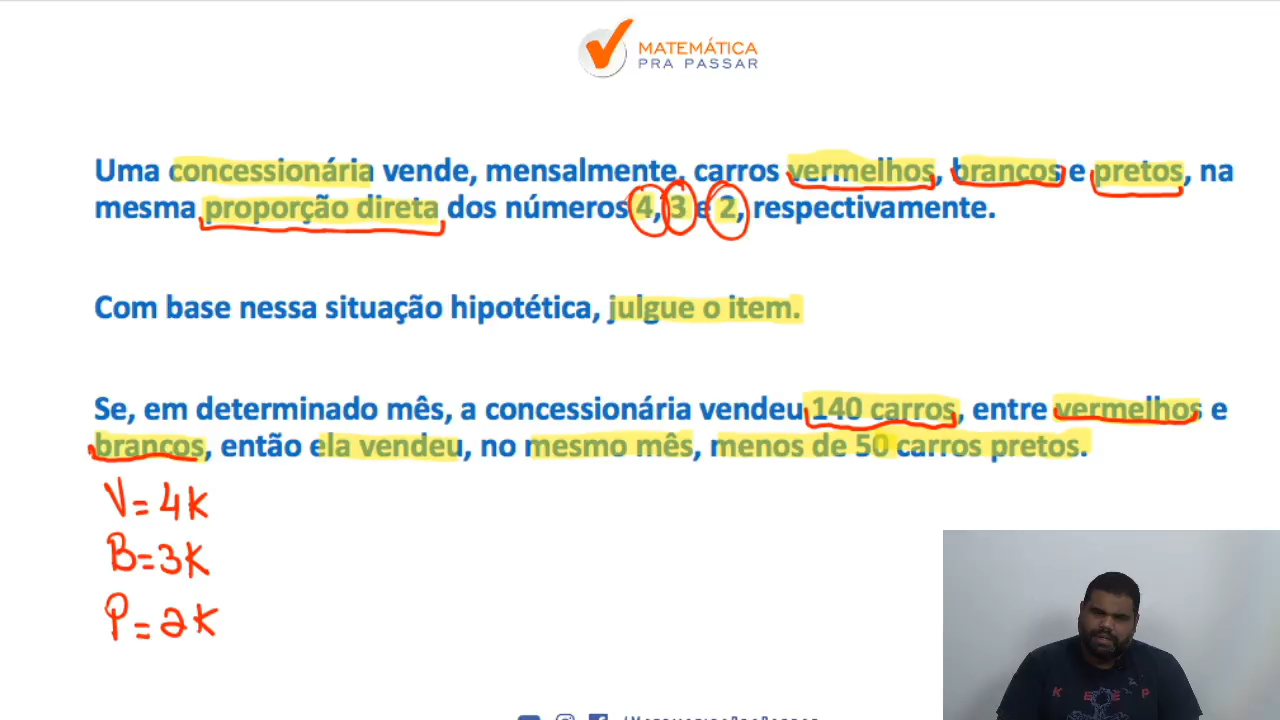 MATEMÁTICA
PRA PASSAR
Uma concessionária vende, mensalmente, carros vermelhos, brancos e pretos, na
mesma proporção direta dos números 4, 3 e 2, respectivamente.
Com base nessa situação hipotética, julgue o item.
Se, em determinado mês, a concessionária vendeu 140 carros, entre vermelhos e
brancos, então ela vendeu, no mesmo mês, menos de 50 carros pretos.
V=4K
B=3K
P=2K
K E E P